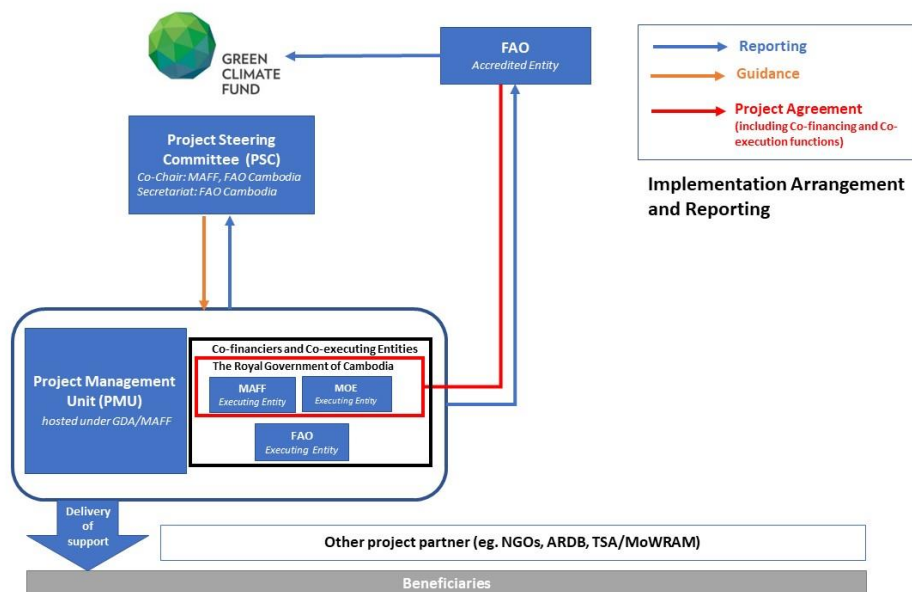 GREEN
CLIMATE
FUND
FAO
Accredited Entity
Reporting
Guidance
Project Agreement
(including Co-financing and Co-
execution functions)
Implementation Arrangement
and Reporting
Project Steering
Committee (PSC)
Co-Chair: MAFF, FAO Cambodia
Secretariat: FAO Cambodia
Project Management
Unit (PMU)
hosted under GDA/MAFF
Co-financiers and Co-executing Entities
The Royal Government of Cambodia
MAFF
Executing Entity
MOE
Executing Entity
FAO
Executing Entity
Delivery
of
support
Other project partner (eg. NGOs, ARDB, TSA/MoWRAM)
Beneficiaries